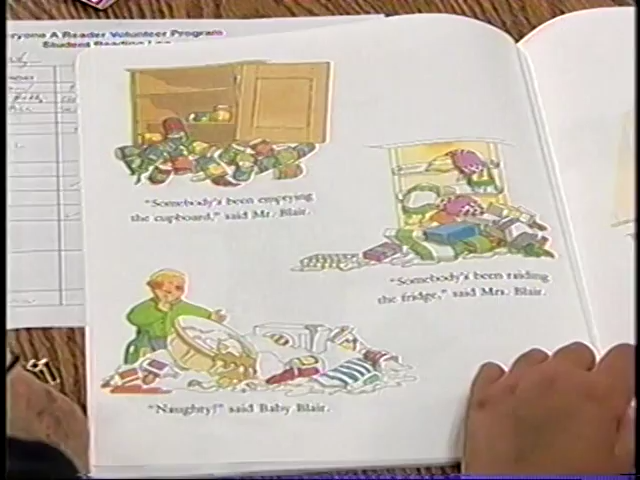 ryone A Reader Volunteer Program
Student Reading Log
"Somebody's been emptying
the cupboard," said Mr. Blair.
"Somebody's been raiding
the fridge," said Mrs. Blair.
"Naughty!" said Baby Blair.